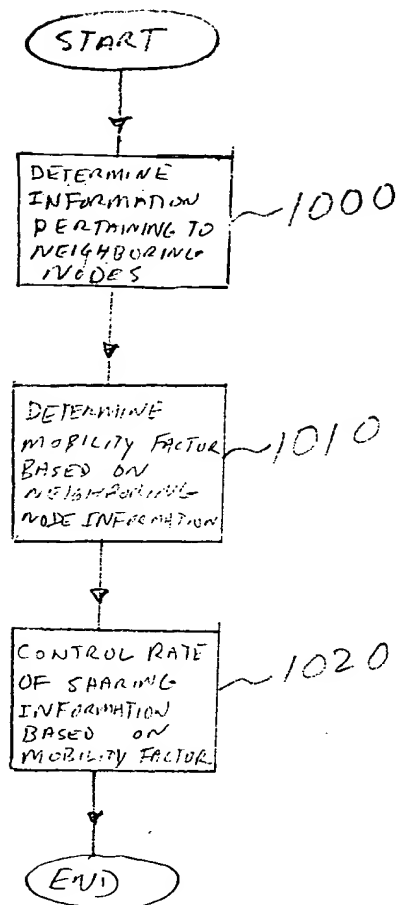 START
DETERMINE
INFORMATION
PERTAINING TO
NEIGHBORING
NODES
1000
DETERMINE
MOBILITY FACTOR
BASED ON
NEIGHBORING
NODE INFORMATION
1010
CONTROL RATE
OF SHARING
INFORMATION
BASED ON
MOBILITY FACTOR
1020
END